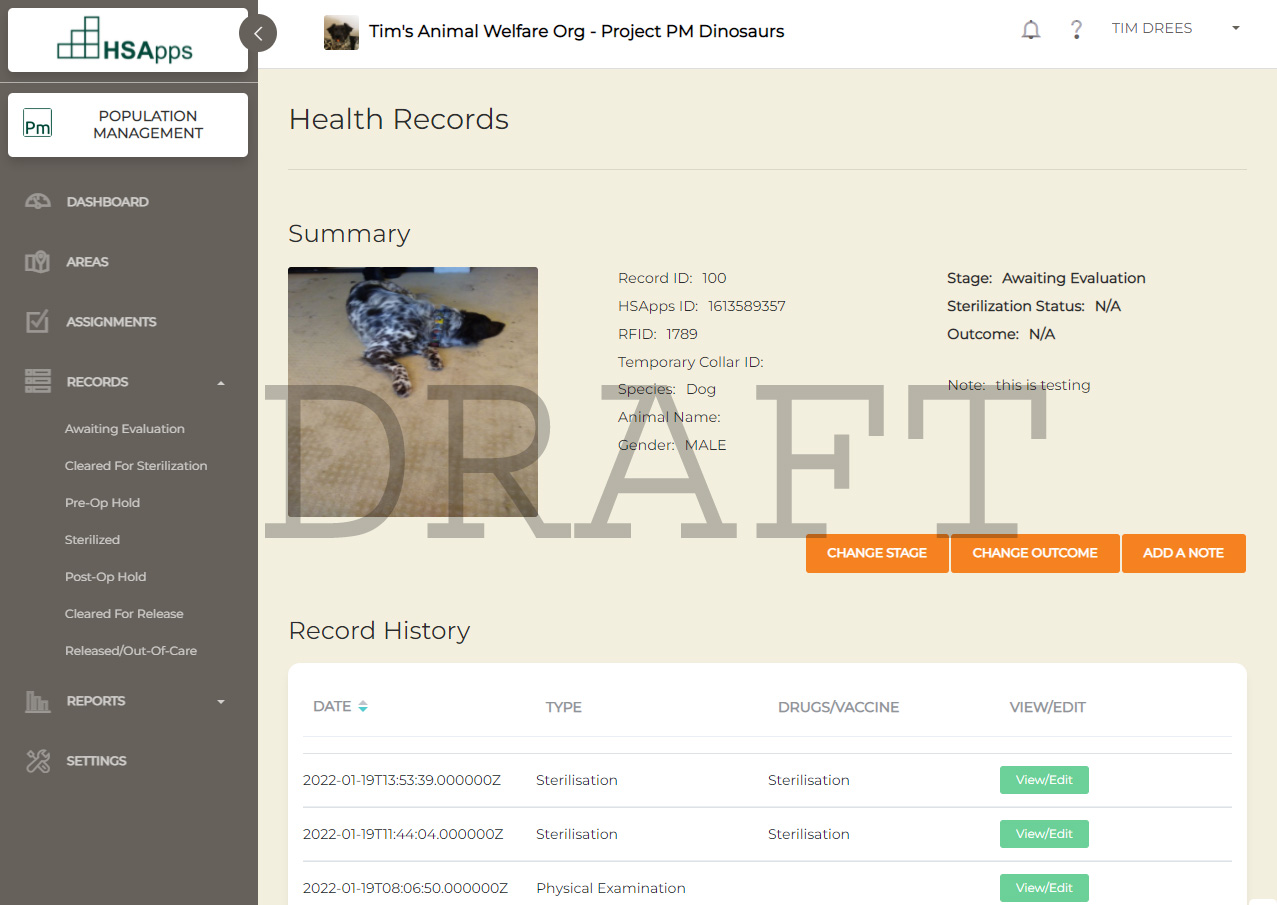 HSApps
Tim's Animal Welfare Org - Project PM Dinosaurs
?
TIM DREES
Pm
POPULATION
MANAGEMENT
DASHBOARD
AREAS
ASSIGNMENTS
RECORDS
Awaiting Evaluation
Cleared For Sterilization
Pre-Op Hold
Sterilized
Post-Op Hold
Cleared For Release
Released/Out-Of-Care
REPORTS
SETTINGS
Health Records
Summary
Record ID: 100
HSApps ID: 1613589357
RFID: 1789
Temporary Collar ID:
Species: Dog
Animal Name:
Gender: MALE
Stage: Awaiting Evaluation
Sterilization Status: N/A
Outcome: N/A
Note: this is testing
DRAFT
CHANGE STAGE CHANGE OUTCOME ADD A NOTE
Record History
DATE TYPE DRUGS/VACCINE VIEW/EDIT
2022-01-19T13:53:39.000000Z Sterilisation Sterilisation View/Edit
2022-01-19T11:44:04.000000Z Sterilisation Sterilisation View/Edit
2022-01-19T08:06:50.000000Z Physical Examination View/Edit